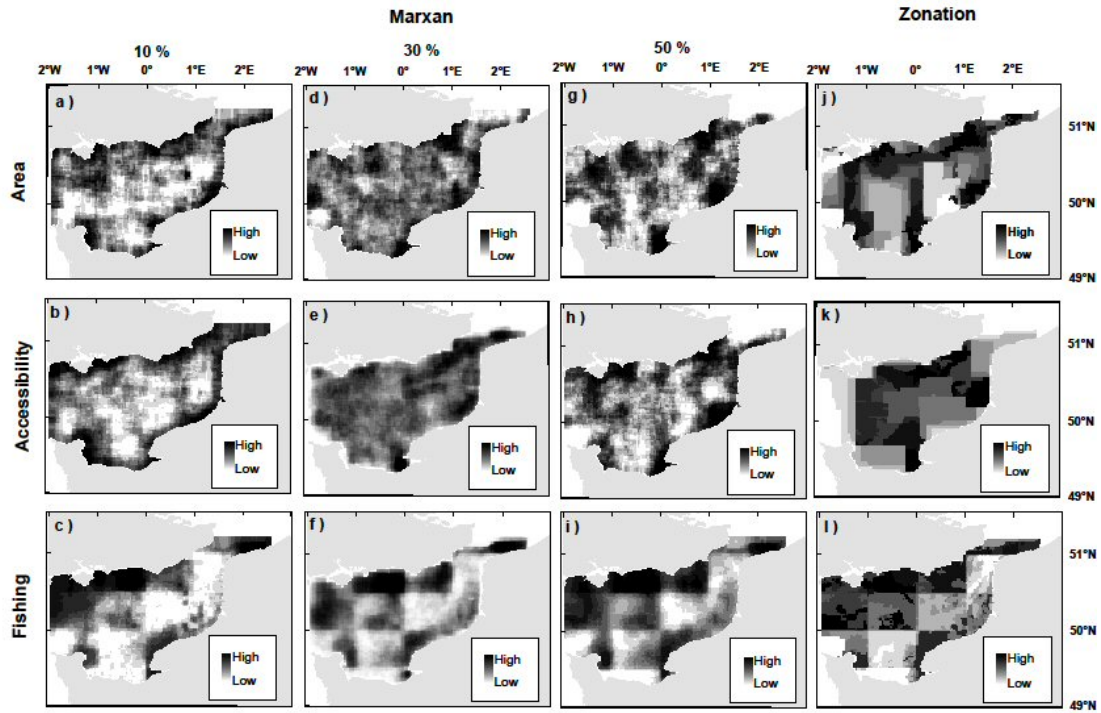 Marxan
Zonation
10 %
30 %
50 %
2°W 1°W 0° 1°E 2°E
2°W 1°W 0° 1°E 2°E
2°W 1°W 0° 1°E 2°E
2°W 1°W 0° 1°E 2°E
Area
a )
High
Low
d )
High
Low
g )
High
Low
j )
High
Low
51°N
50°N
49°N
Accessibility
b )
High
Low
e )
High
Low
h )
High
Low
k )
High
Low
51°N
50°N
49°N
Fishing
c )
High
Low
f )
High
Low
i )
High
Low
l )
High
Low
51°N
50°N
49°N